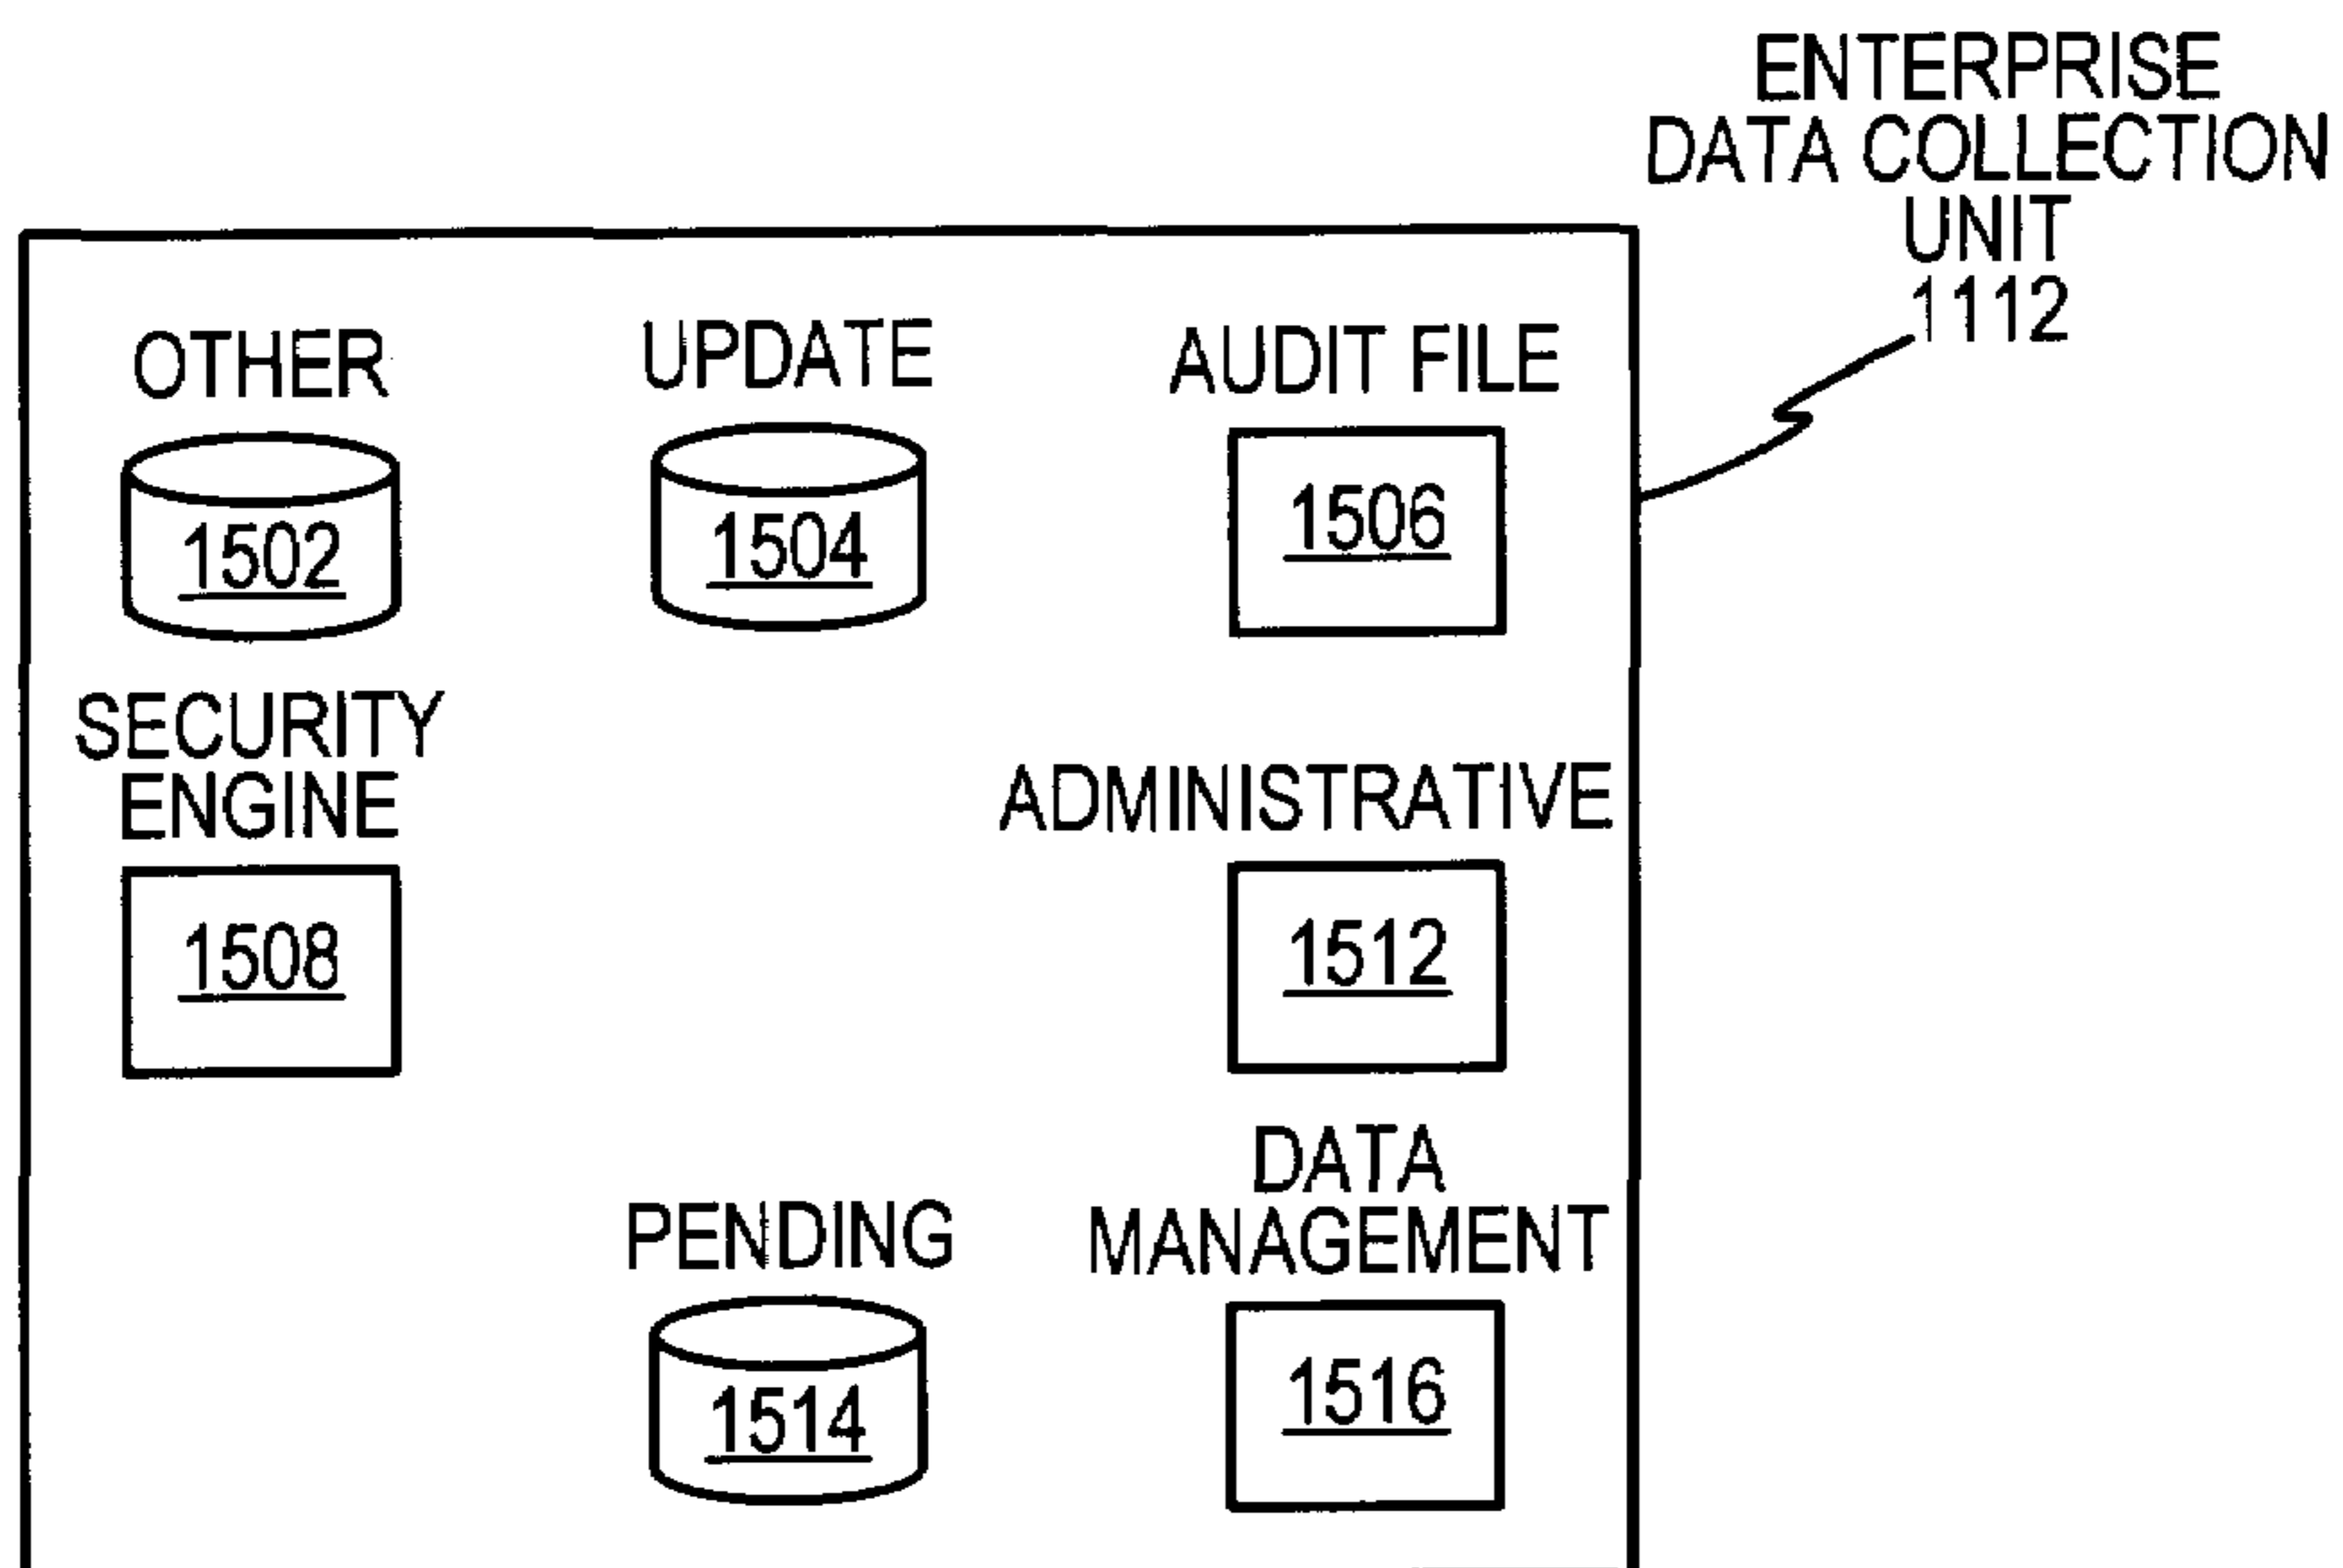 ENTERPRISE
DATA COLLECTION
UNIT
1112
OTHER
UPDATE
AUDIT FILE
1502
1504
1506
SECURITY
ENGINE
ADMINISTRATIVE
1508
1512
PENDING
DATA
MANAGEMENT
1514
1516